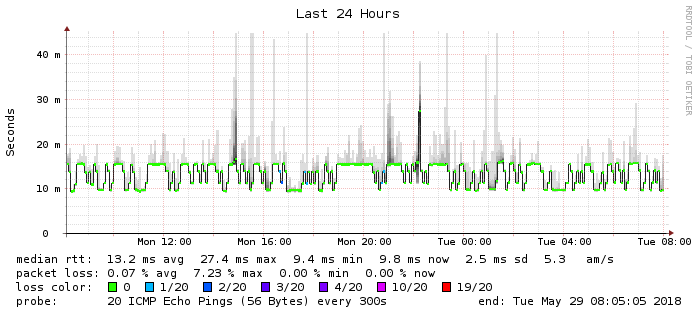 Last 24 Hours
RRDTOOL / TOBI OETIKER
Seconds
40 m
30 m
20 m
10 m
0
Mon 12:00 Mon 16:00 Mon 20:00 Tue 00:00 Tue 04:00 Tue 08:00
median rtt: 13.2 ms avg 27.4 ms max 9.4 ms min 9.8 ms now 2.5 ms sd 5.3 am/s
packet loss: 0.07 % avg 7.23 % max 0.00 % min 0.00 % now
loss color: 0 1/20 2/20 3/20 4/20 10/20 19/20
probe: 20 ICMP Echo Pings (56 Bytes) every 300s end: Tue May 29 08:05:05 2018